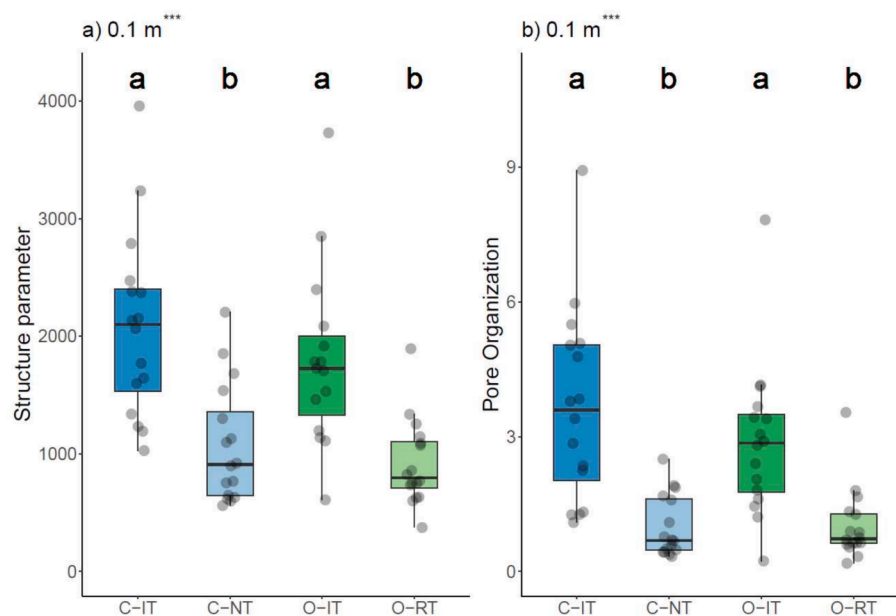 a) 0.1 m***
b) 0.1 m***
a b a b
a b a b
Structure parameter
4000
3000
2000
1000
0
Pore Organization
9
6
3
0
C-IT C-NT O-IT O-RT
C-IT C-NT O-IT O-RT